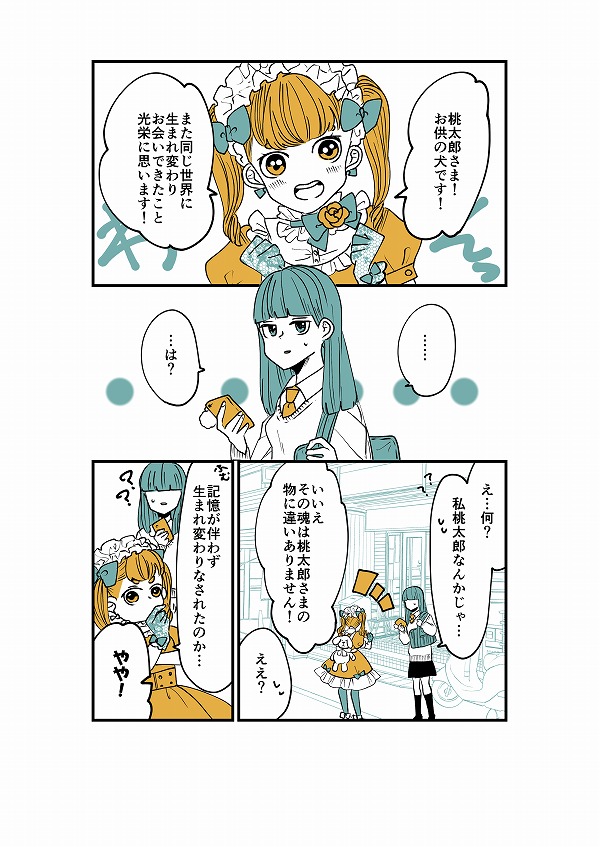 桃太郎さま！
お供の犬です！
また同じ世界に
生まれ変わり
お会いできたこと
光栄に思います！
……
…は？
え…何？
私桃太郎なんかじゃ…
いいえ
その魂は桃太郎さまの
物に違いありません！
ええ？
ふむ
記憶が伴わず
生まれ変わりなされたのか…
やや！